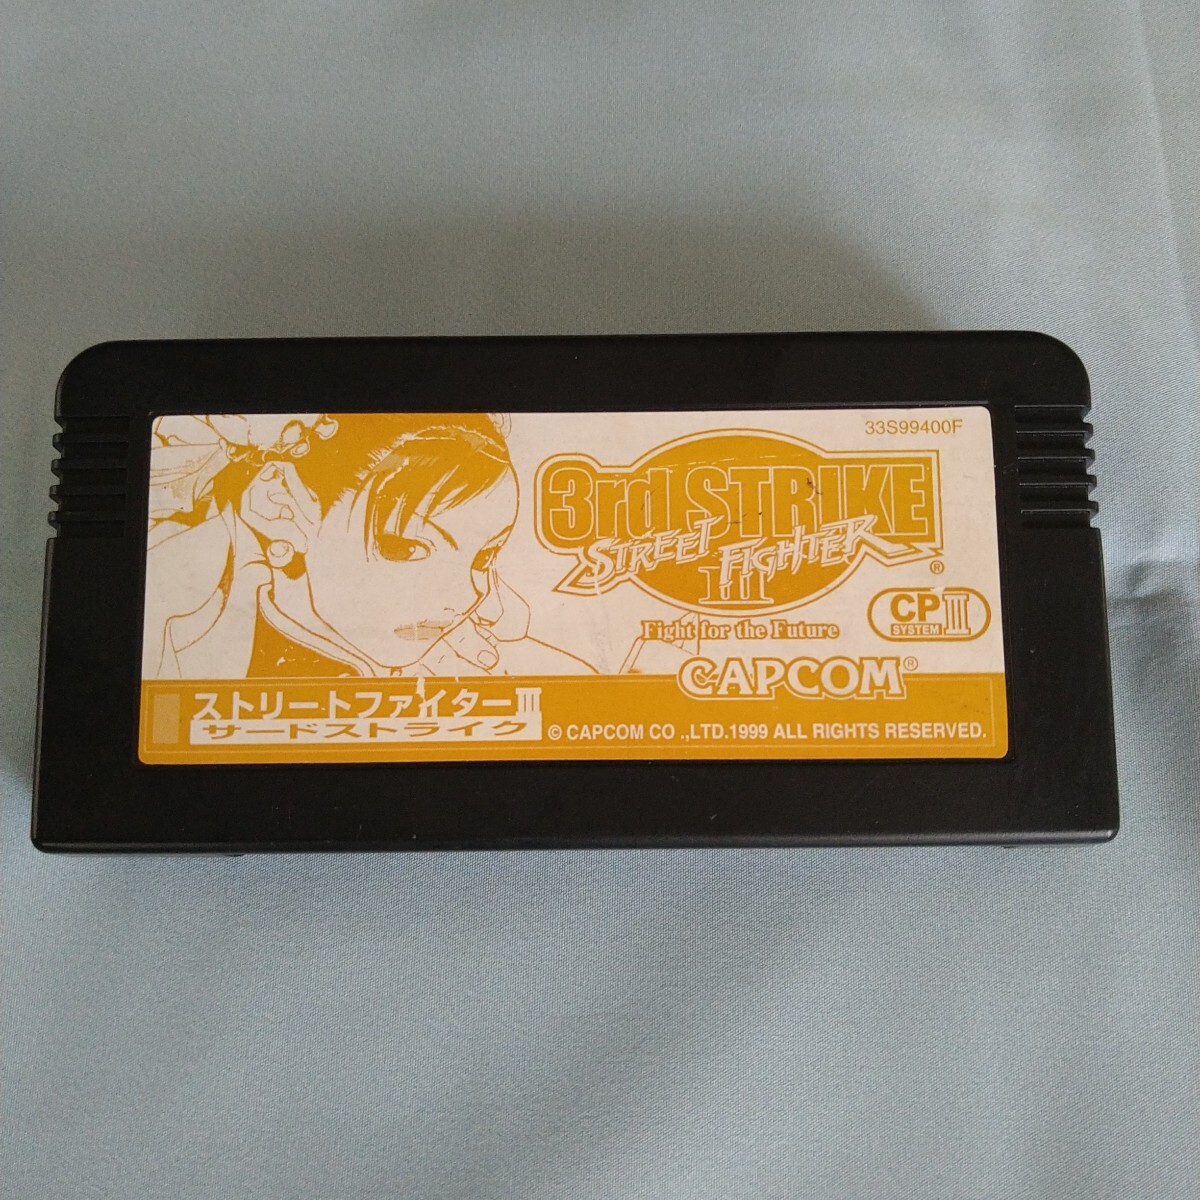 33S99400F
3rd STRIKE
STREET FIGHTER
III
®
Fight for the Future
CP SYSTEM III
CAPCOM®
ストリートファイターIII
サードストライク
© CAPCOM CO .,LTD.1999 ALL RIGHTS RESERVED.